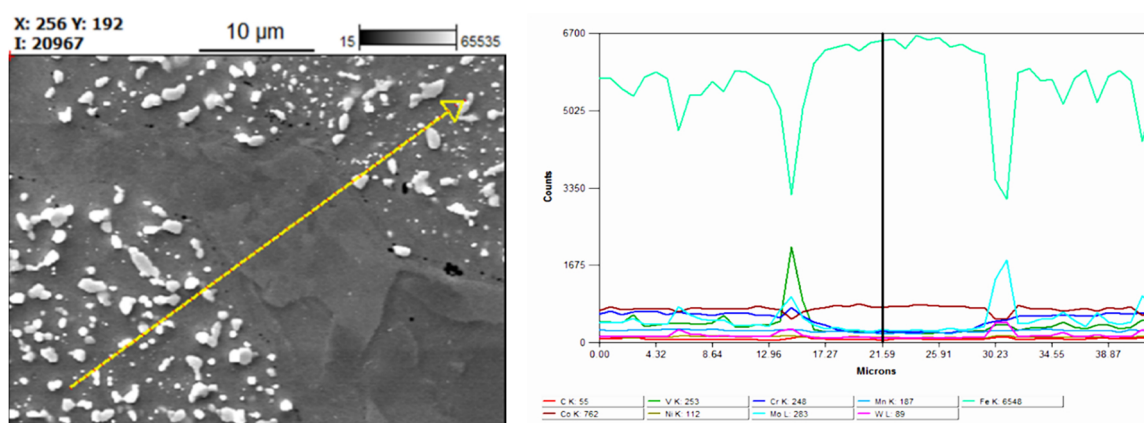 X: 256 Y: 192
I: 20967
10 µm
15
65535
6700
5025
3350
1675
0
Counts
0.00
4.32
8.64
12.96
17.27
21.59
25.91
30.23
34.55
38.87
Microns
C K: 55
V K: 253
Cr K: 248
Mn K: 187
Fe K: 6548
Co K: 762
Ni K: 112
Mo L: 283
W L: 89